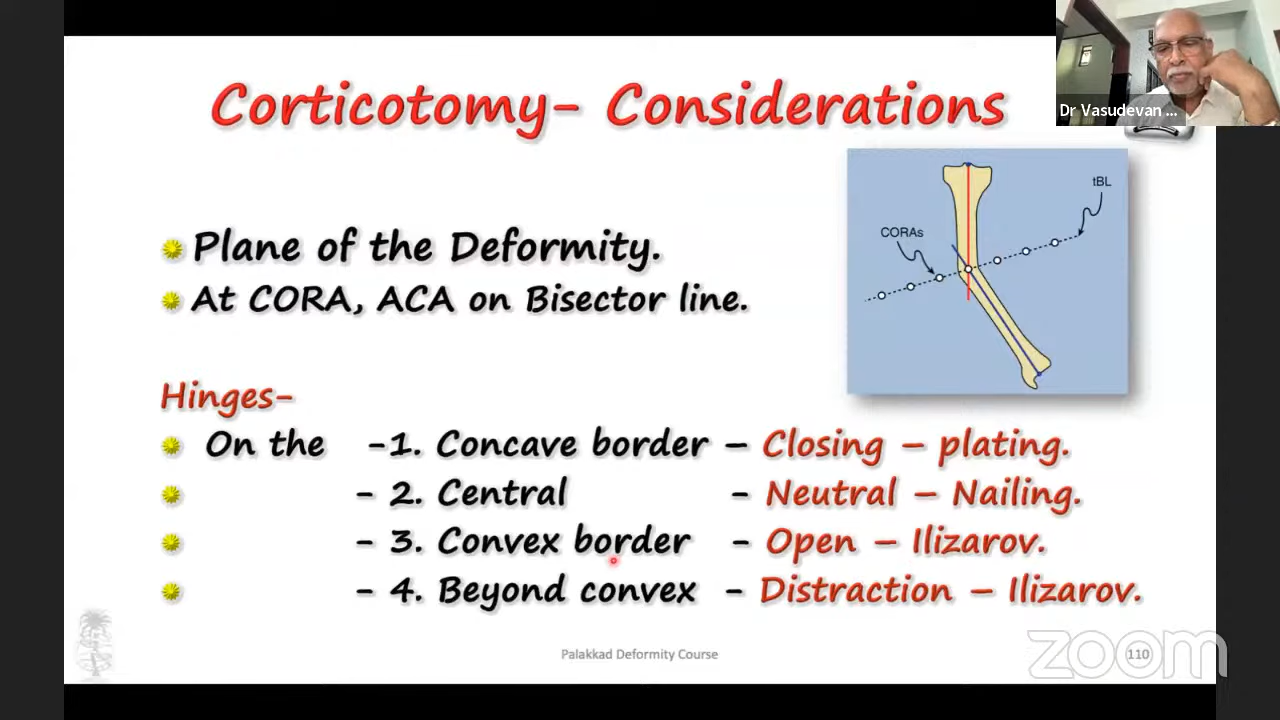 Dr Vasudevan ...
Corticotomy- Considerations
Plane of the Deformity.
At CORA, ACA on Bisector line.
tBL
CORAs
Hinges-
On the -1. Concave border – Closing – plating.
- 2. Central - Neutral – Nailing.
- 3. Convex border - Open – Ilizarov.
- 4. Beyond convex - Distraction – Ilizarov.
Palakkad Deformity Course
110
zoom